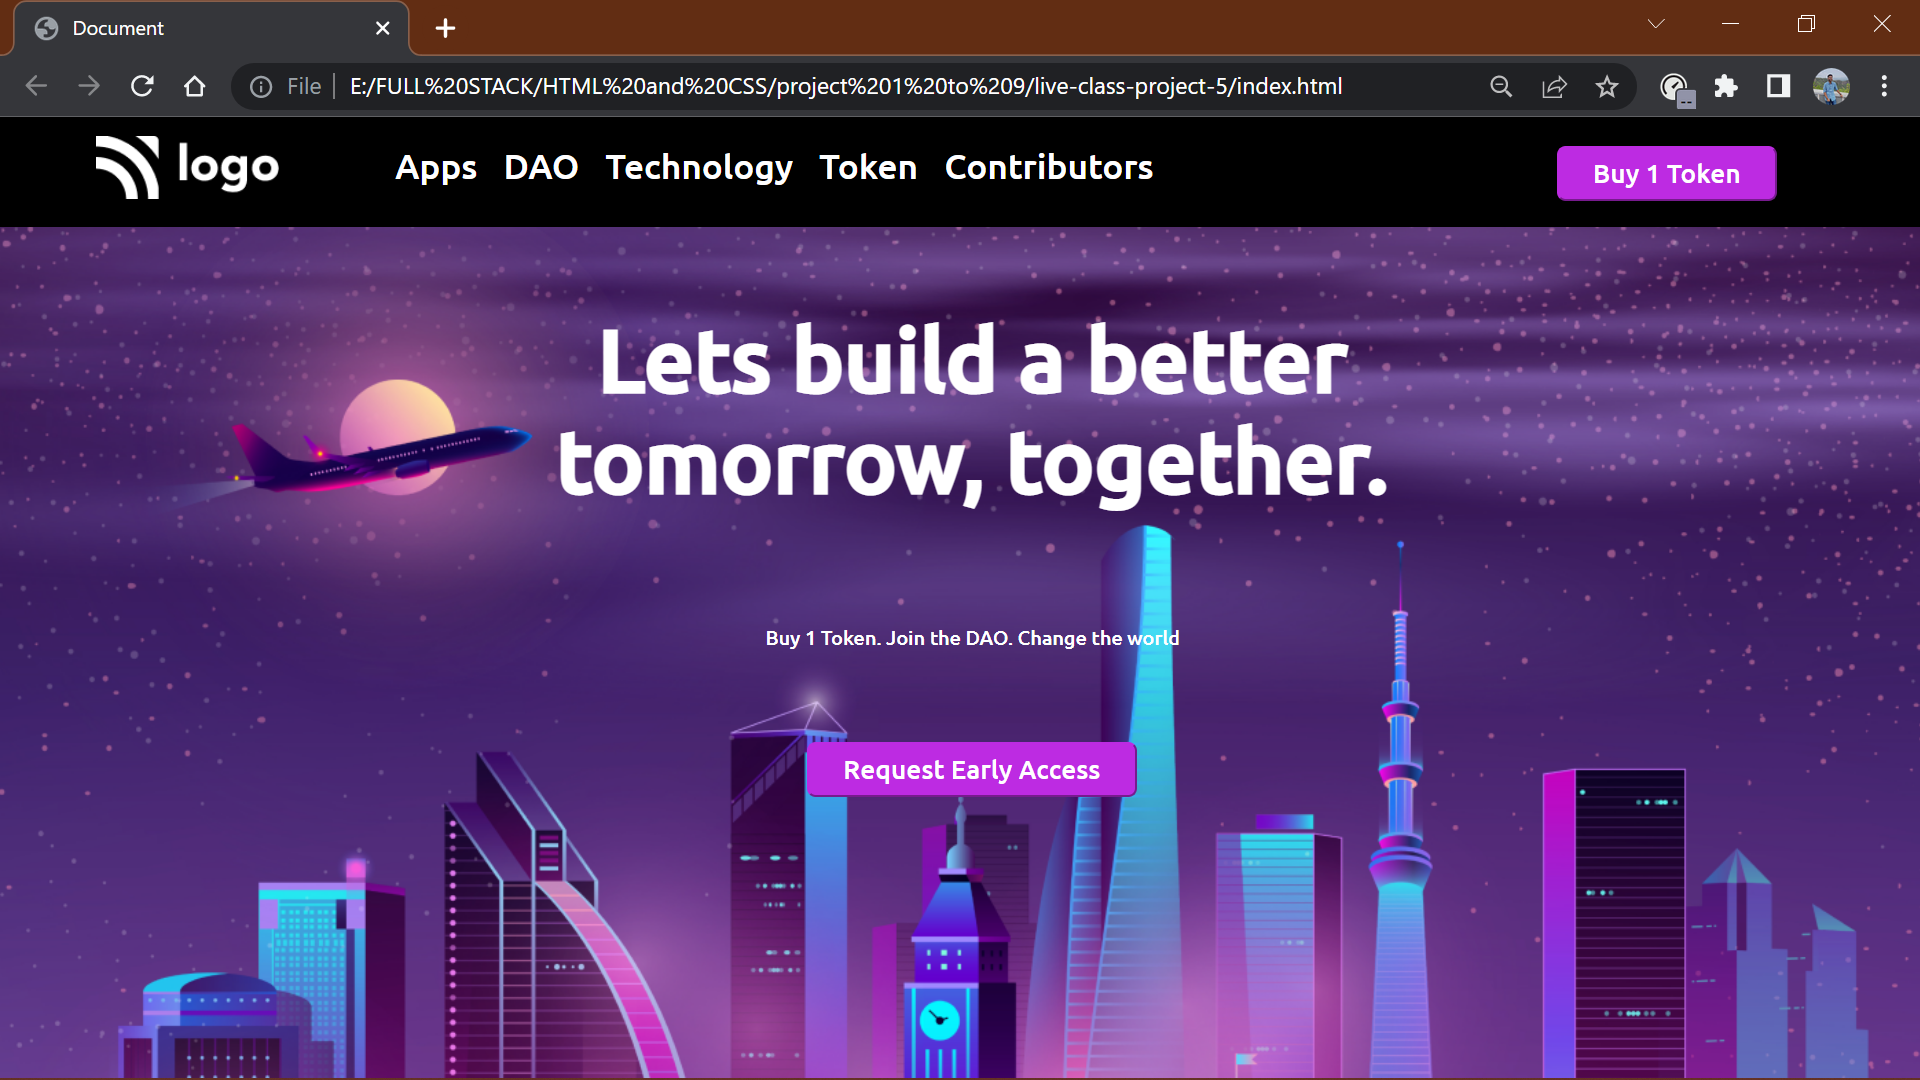 Document
File
E:/FULL%20STACK/HTML%20and%20CSS/project%201%20to%209/live-class-project-5/index.html
logo
Apps DAO Technology Token Contributors
Buy 1 Token
Lets build a better
tomorrow, together.
Buy 1 Token. Join the DAO. Change the world
Request Early Access